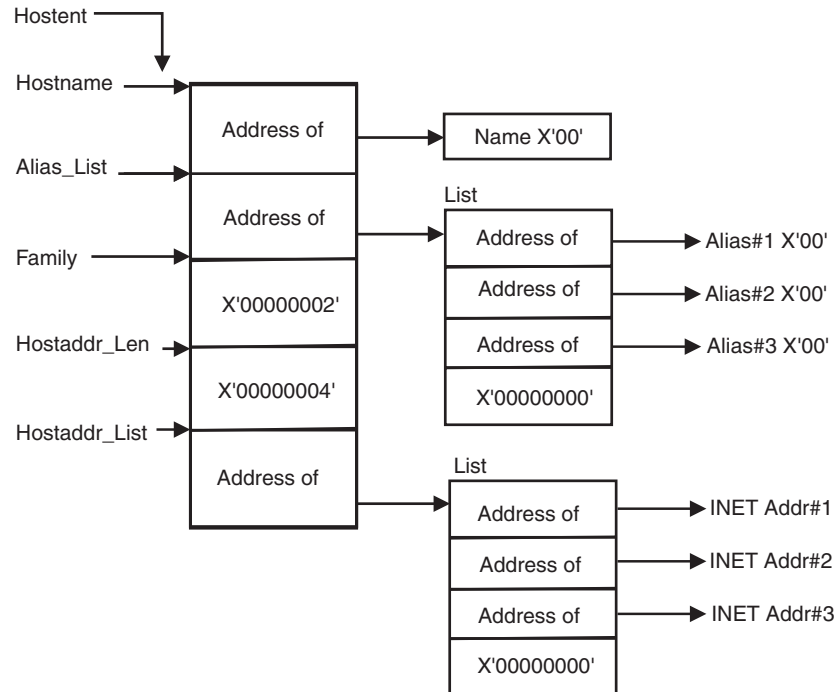 Hostent
Hostname
Address of
Name X'00'
Alias_List
List
Address of
Address of
Alias#1 X'00'
Family
X'00000002'
Address of
Alias#2 X'00'
Hostaddr_Len
Address of
Alias#3 X'00'
X'00000004'
X'00000000'
Hostaddr_List
List
Address of
Address of
INET Addr#1
Address of
INET Addr#2
Address of
INET Addr#3
X'00000000'